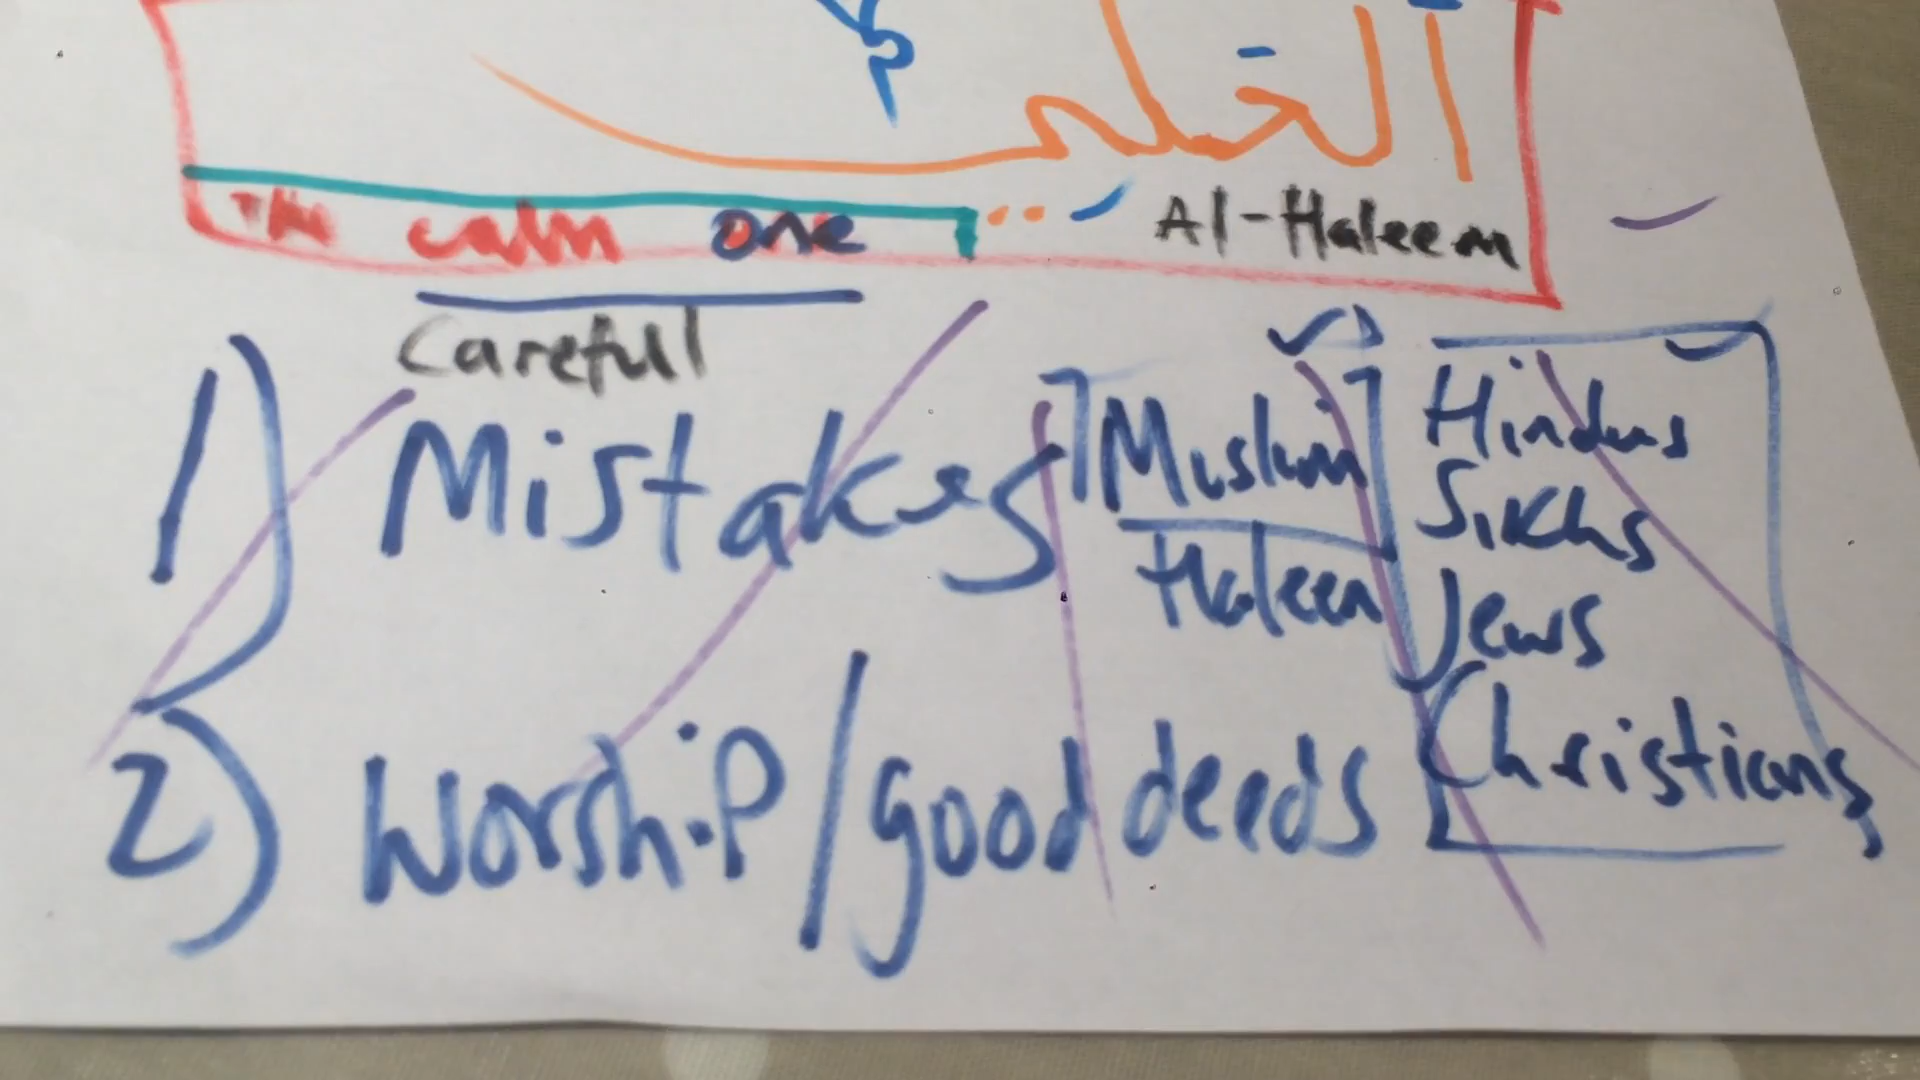 الحليم
The calm one Al-Haleem
Careful
1) Mistakes
Muslim
Haleem
Hindus
Sikhs
Jews
Christians
2) Worship/good deeds